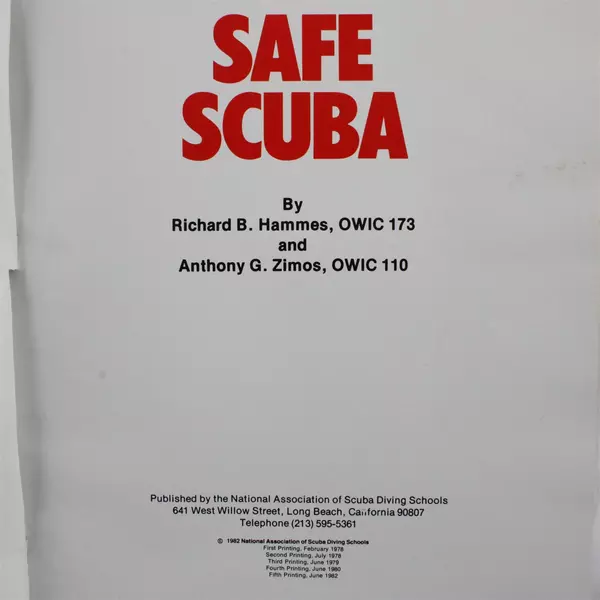 SAFE
SCUBA
By
Richard B. Hammes, OWIC 173
and
Anthony G. Zimos, OWIC 110
Published by the National Association of Scuba Diving Schools
641 West Willow Street, Long Beach, California 90807
Telephone (213) 595-5361
© 1982 National Association of Scuba Diving Schools
First Printing, February 1978
Second Printing, July 1978
Third Printing, June 1979
Fourth Printing, June 1980
Fifth Printing, June 1982